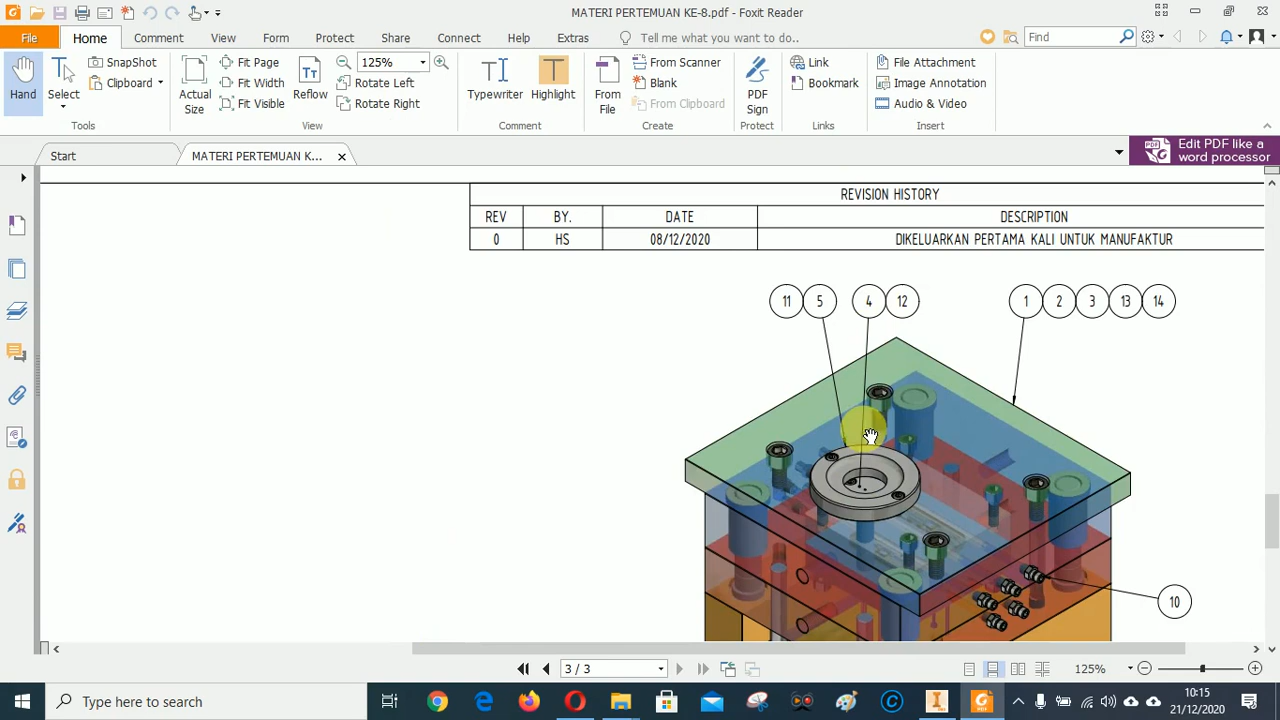 MATERI PERTEMUAN KE-8.pdf - Foxit Reader
File Home Comment View Form Protect Share Connect Help Extras Tell me what you want to do.. Find
Hand
Select
SnapShot
Clipboard
Tools
Actual Size
Fit Page
Fit Width
Fit Visible
Reflow
125%
Rotate Left
Rotate Right
View
Typewriter
Highlight
Comment
From File
From Scanner
Blank
From Clipboard
Create
PDF Sign
Protect
Link
Bookmark
Links
File Attachment
Image Annotation
Audio & Video
Insert
Start MATERI PERTEMUAN K... Edit PDF like a word processor
REVISION HISTORY
REV BY. DATE DESCRIPTION
0 HS 08/12/2020 DIKELUARKAN PERTAMA KALI UNTUK MANUFAKTUR
11 5 4 12 1 2 3 13 14
10
3 / 3 125%
Type here to search
10:15
21/12/2020